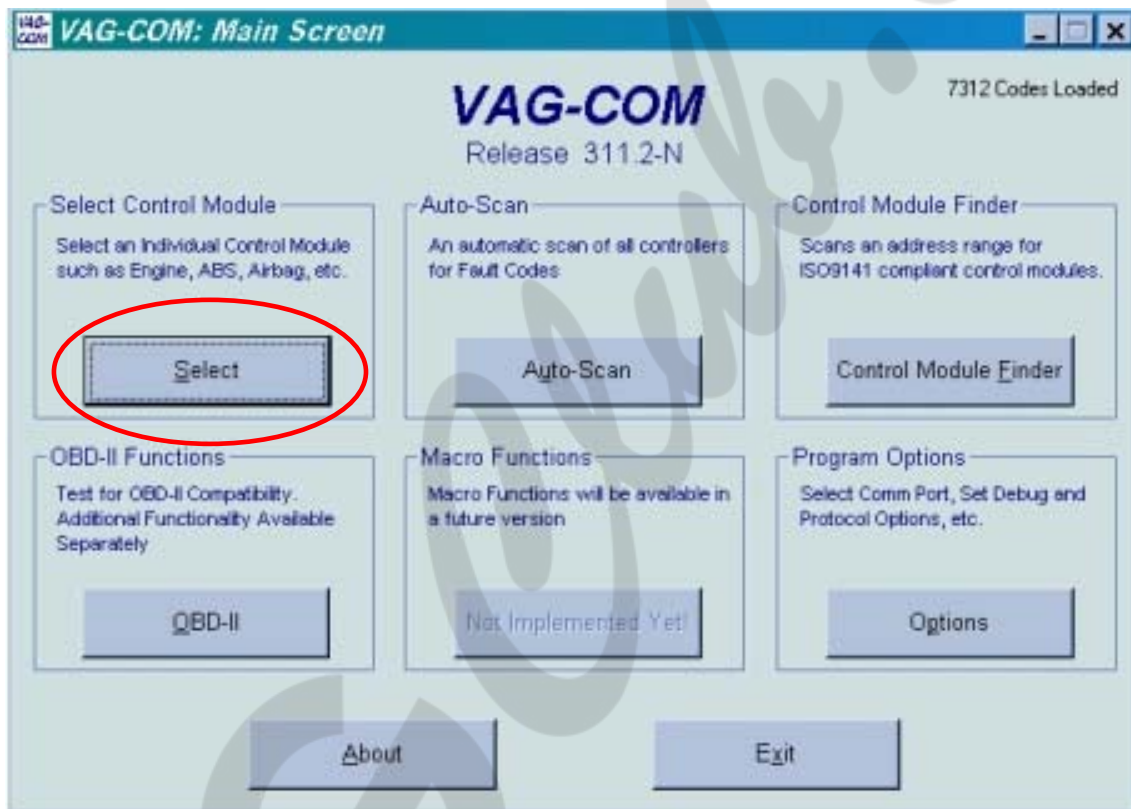 VAG-
COM
VAG-COM: Main Screen
VAG-COM
7312 Codes Loaded
Release 311.2-N
Select Control Module
Select an Individual Control Module
such as Engine, ABS, Airbag, etc.
Select
Auto-Scan
An automatic scan of all controllers
for Fault Codes
Auto-Scan
Control Module Finder
Scans an address range for
ISO9141 compliant control modules.
Control Module Finder
OBD-II Functions
Test for OBD-II Compatibility.
Additional Functionality Available
Separately
OBD-II
Macro Functions
Macro Functions will be available in
a future version
Not Implemented Yet!
Program Options
Select Comm Port, Set Debug and
Protocol Options, etc.
Options
About
Exit